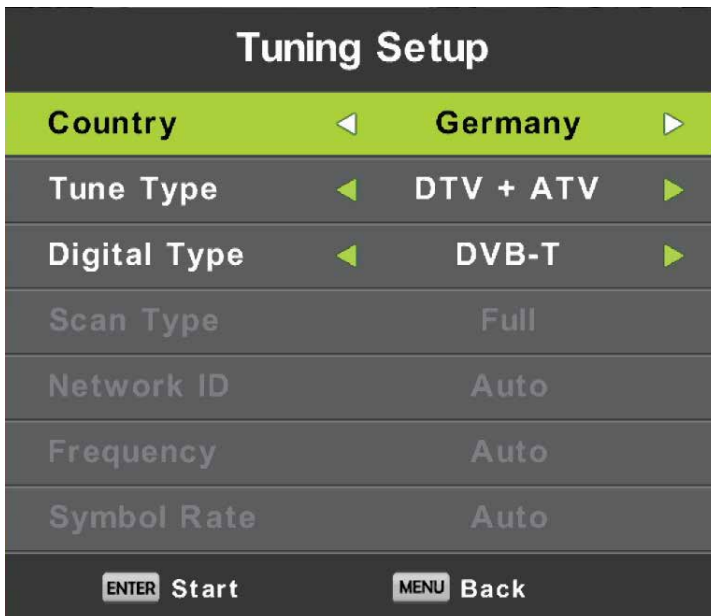 Tuning Setup
Country Germany
Tune Type DTV + ATV
Digital Type DVB-T
Scan Type Full
Network ID Auto
Frequency Auto
Symbol Rate Auto
ENTER Start MENU Back